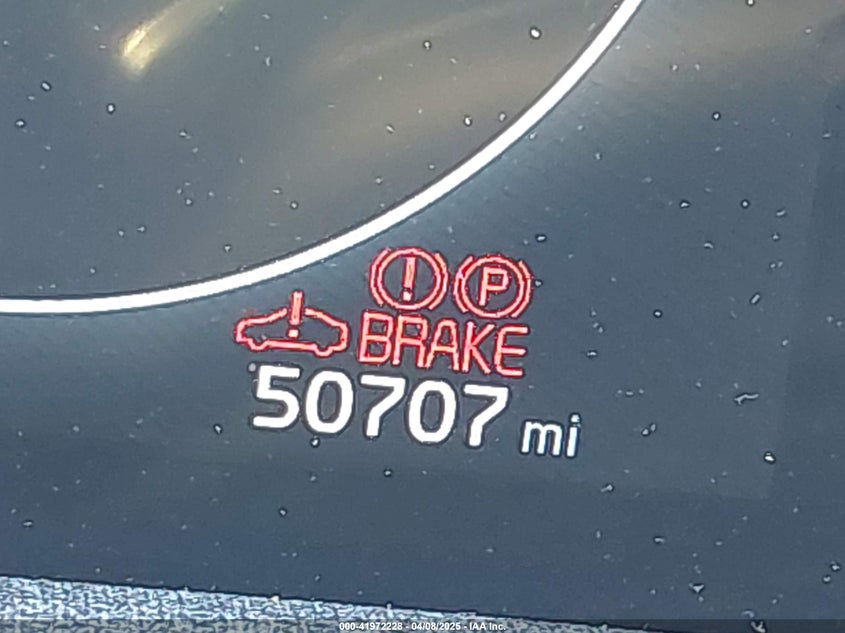 ! P
!
BRAKE
50707 mi
000-41972228 - 04/08/2025 - IAA Inc.